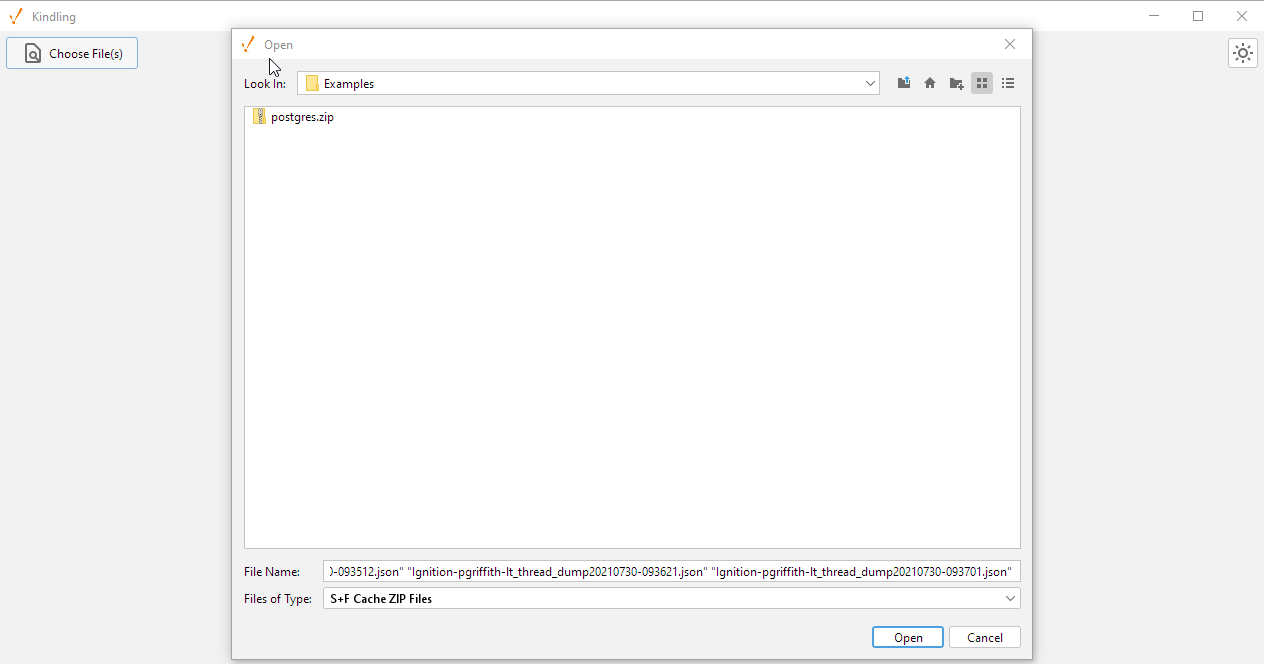 Kindling
Choose File(s)
Open
Look In:
Examples
postgres.zip
File Name:
)-093512.json" "Ignition-pgriffith-lt_thread_dump20210730-093621.json" "Ignition-pgriffith-lt_thread_dump20210730-093701.json"
Files of Type:
S+F Cache ZIP Files
Open
Cancel